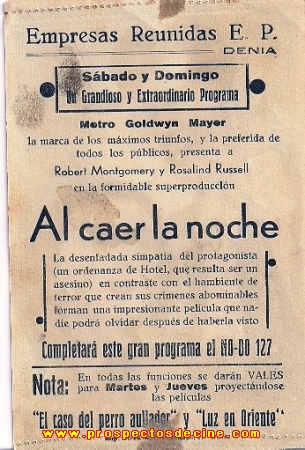 Empresas Reunidas E. P.
DENIA
Sábado y Domingo
Un Grandioso y Extraordinario Programa
Metro Goldwyn Mayer
la marca de los máximos triunfos, y la preferida
de todos los públicos, presenta a
Robert Montgomery y Rosalind Russell
en la formidable superproducción
Al caer la noche
La desenfadada simpatía del protagonista
(un ordenanza de Hotel, que resulta ser un
asesino) en contraste con el hambiente de
terror que crean sus crímenes abominables
forman una impresionante película que na-
die podrá olvidar después de haberla visto
Completará este gran programa el NO-DO 127
Nota: En todas las funciones se darán VALES
para Martes y Jueves proyectándose
las películas
"El caso del perro aullador" y "Luz en Oriente"
www.prospectosdecine.com